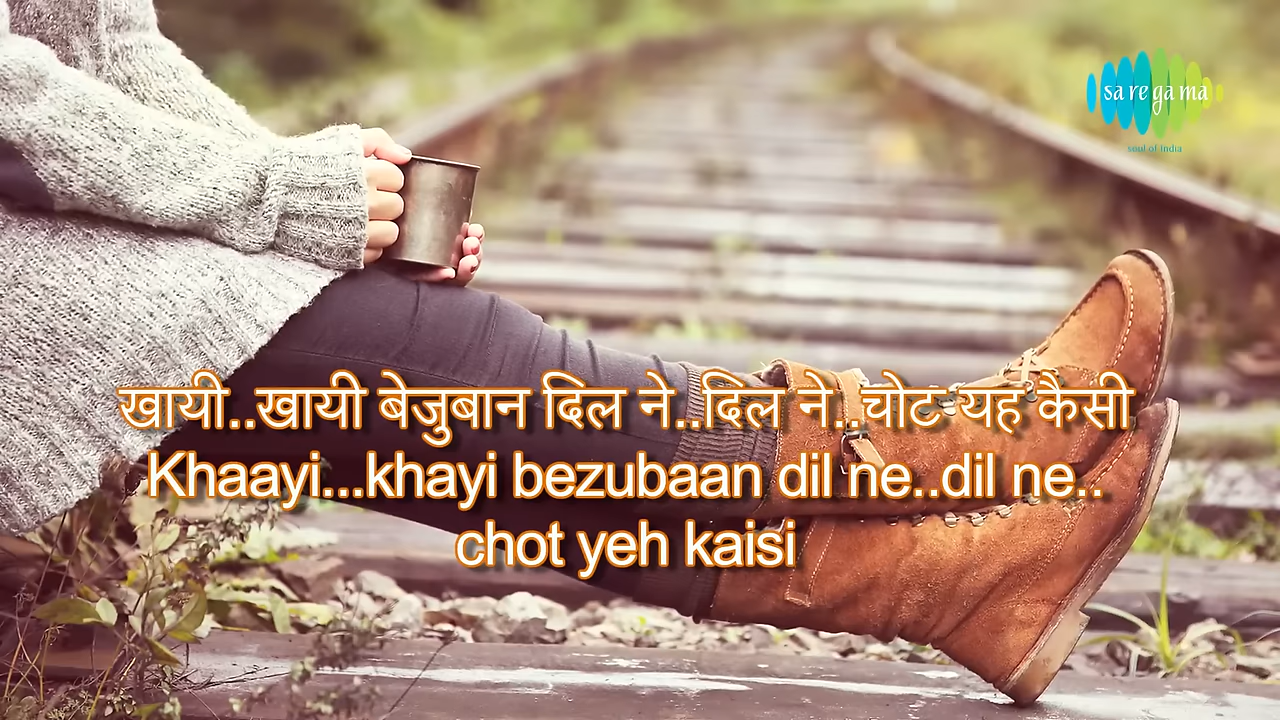 sa re ga ma
soul of India
खायी..खायी बेजुबान दिल ने..दिल ने..चोट यह कैसी
Khaayi...khayi bezubaan dil ne..dil ne..
chot yeh kaisi